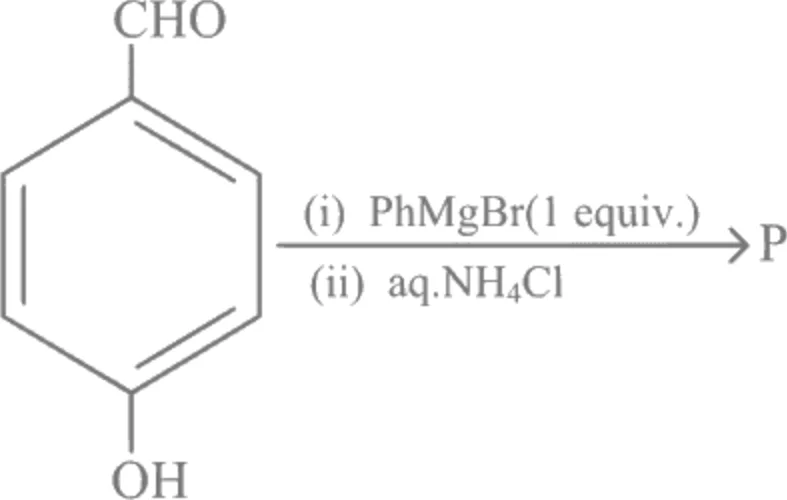 CHO
(i) PhMgBr(1 equiv.)
P
(ii) aq.NH₄Cl
OH